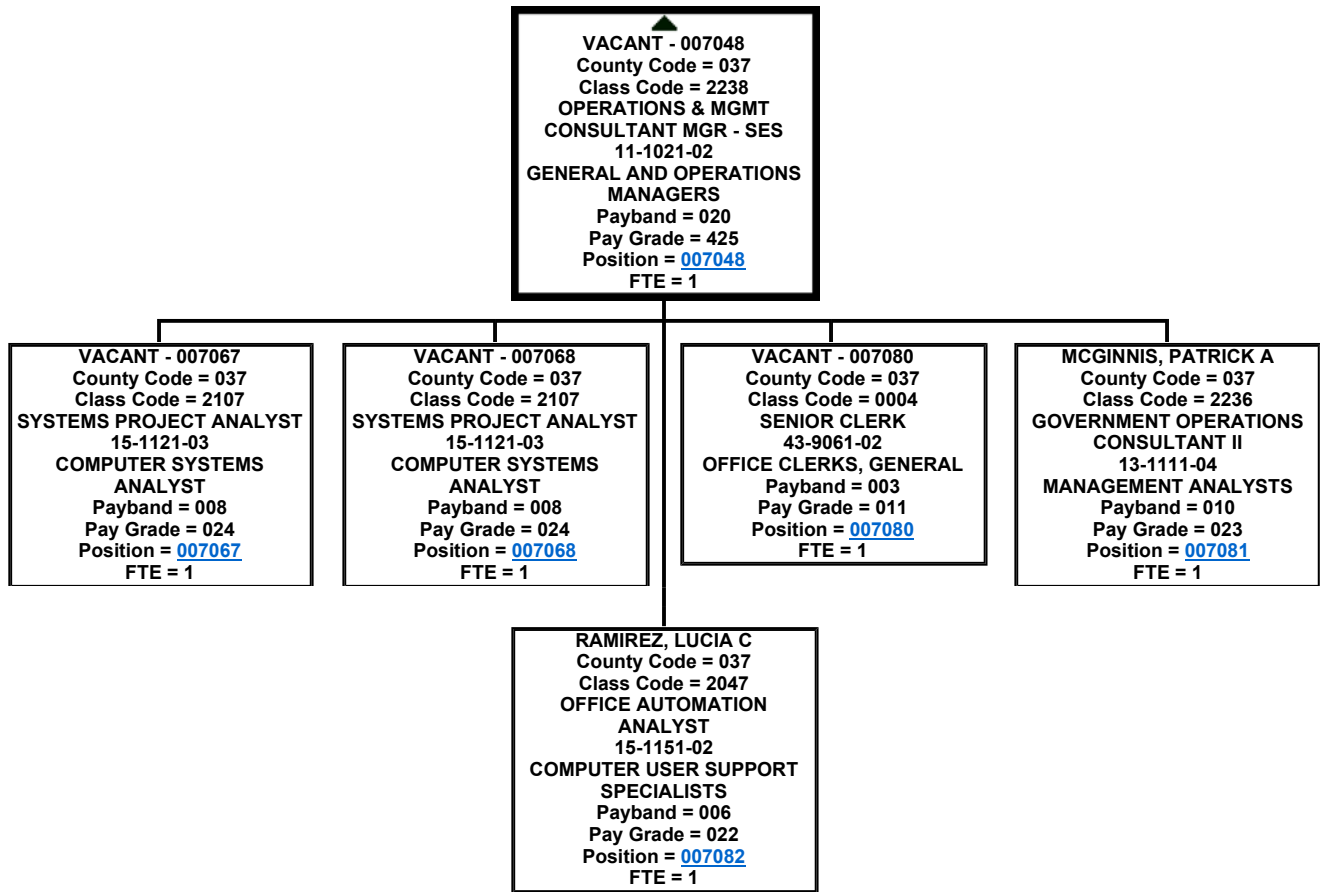 VACANT - 007048
County Code = 037
Class Code = 2238
OPERATIONS & MGMT
CONSULTANT MGR - SES
11-1021-02
GENERAL AND OPERATIONS
MANAGERS
Payband = 020
Pay Grade = 425
Position = 007048
FTE = 1
VACANT - 007067
County Code = 037
Class Code = 2107
SYSTEMS PROJECT ANALYST
15-1121-03
COMPUTER SYSTEMS
ANALYST
Payband = 008
Pay Grade = 024
Position = 007067
FTE = 1
VACANT - 007068
County Code = 037
Class Code = 2107
SYSTEMS PROJECT ANALYST
15-1121-03
COMPUTER SYSTEMS
ANALYST
Payband = 008
Pay Grade = 024
Position = 007068
FTE = 1
VACANT - 007080
County Code = 037
Class Code = 0004
SENIOR CLERK
43-9061-02
OFFICE CLERKS, GENERAL
Payband = 003
Pay Grade = 011
Position = 007080
FTE = 1
MCGINNIS, PATRICK A
County Code = 037
Class Code = 2236
GOVERNMENT OPERATIONS
CONSULTANT II
13-1111-04
MANAGEMENT ANALYSTS
Payband = 010
Pay Grade = 023
Position = 007081
FTE = 1
RAMIREZ, LUCIA C
County Code = 037
Class Code = 2047
OFFICE AUTOMATION
ANALYST
15-1151-02
COMPUTER USER SUPPORT
SPECIALISTS
Payband = 006
Pay Grade = 022
Position = 007082
FTE = 1